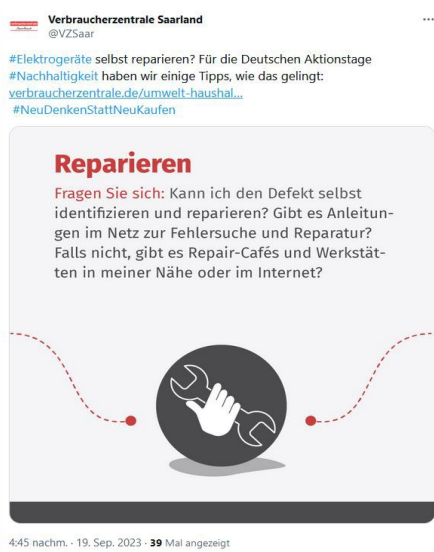 Verbraucherzentrale Saarland
@VZSaar
#Elektrogeräte selbst reparieren? Für die Deutschen Aktionstage
#Nachhaltigkeit haben wir einige Tipps, wie das gelingt:
verbraucherzentrale.de/umwelt-haushal...
#NeuDenkenStattNeuKaufen
Reparieren
Fragen Sie sich: Kann ich den Defekt selbst
identifizieren und reparieren? Gibt es Anleitun-
gen im Netz zur Fehlersuche und Reparatur?
Falls nicht, gibt es Repair-Cafés und Werkstät-
ten in meiner Nähe oder im Internet?
4:45 nachm. · 19. Sep. 2023 · 39 Mal angezeigt